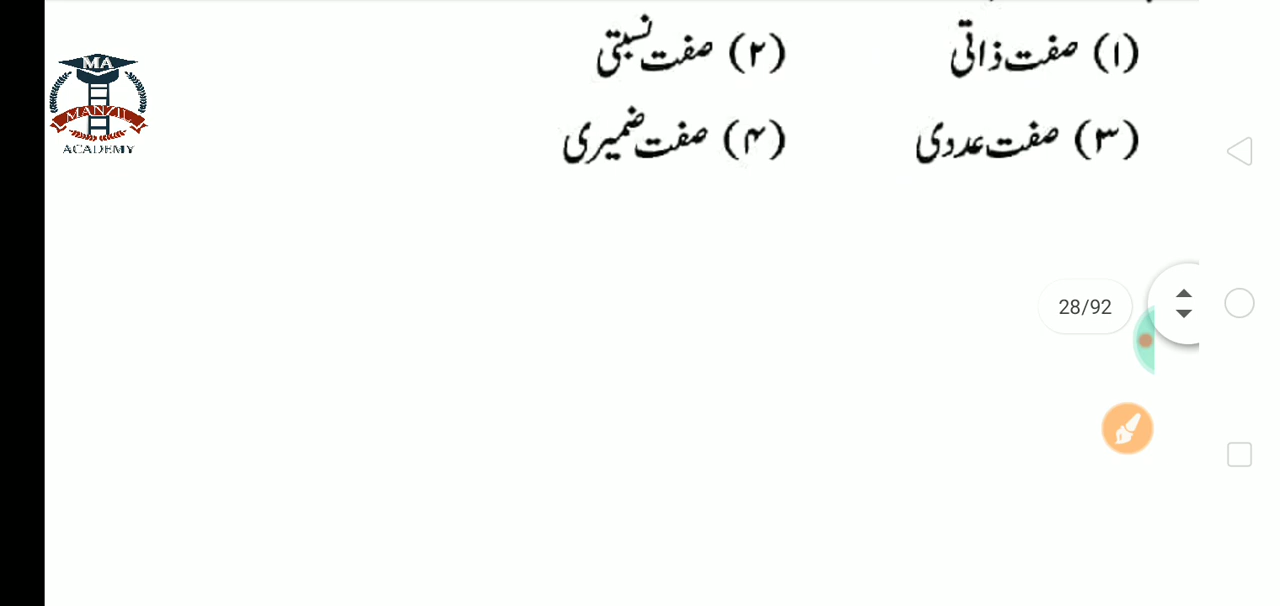 (۱) صفت ذاتی (۲) صفت نسبتی
(۳) صفت عددی (۴) صفت ضمیری
MA
MANZIL
ACADEMY
28/92